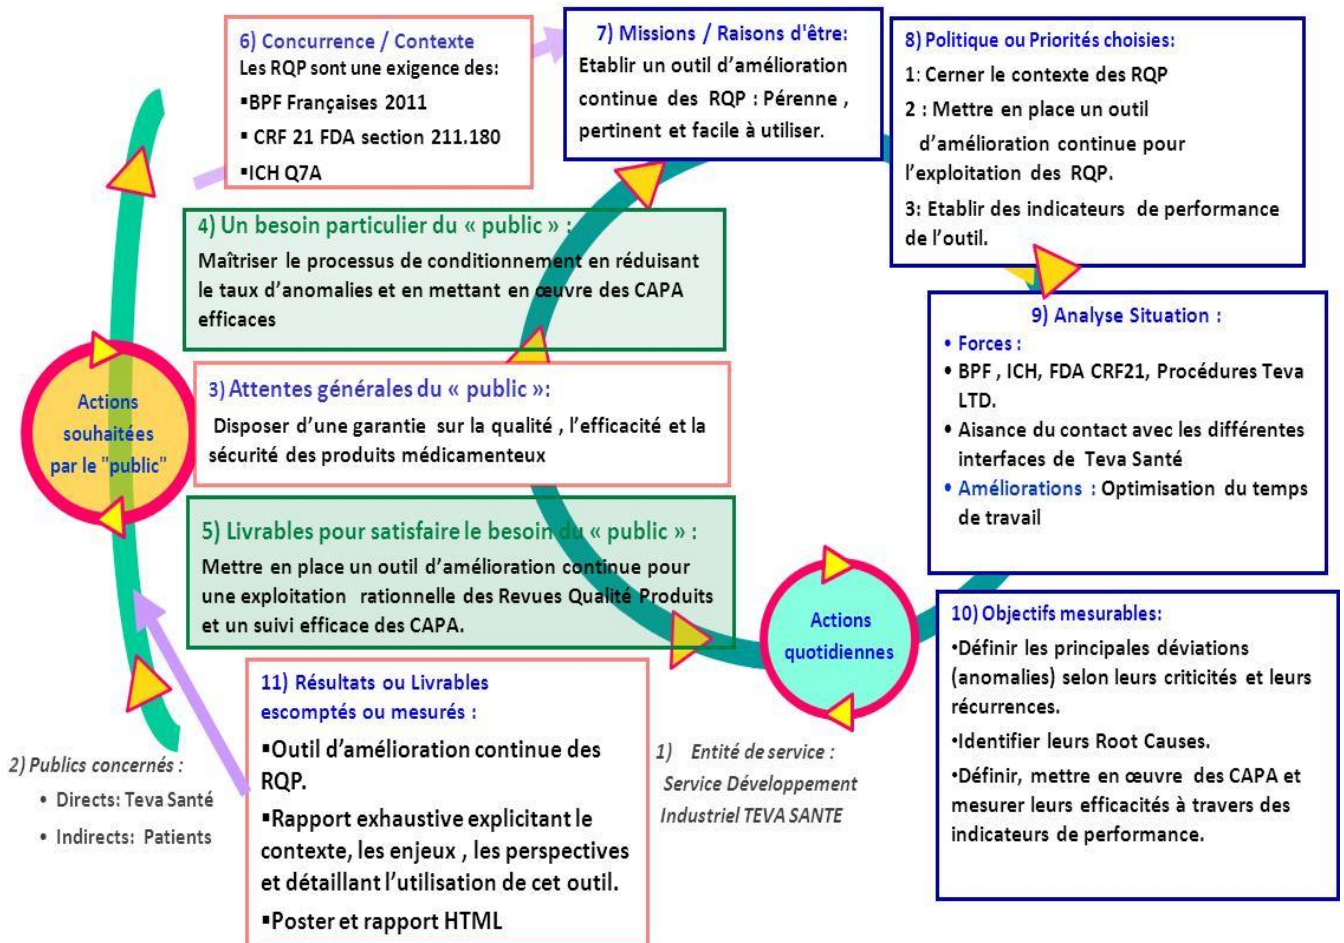 6) Concurrence / Contexte
Les RQP sont une exigence des:
▪BPF Françaises 2011
▪ CRF 21 FDA section 211.180
▪ICH Q7A
7) Missions / Raisons d'être:
Etablir un outil d’amélioration
continue des RQP : Pérenne ,
pertinent et facile à utiliser.
8) Politique ou Priorités choisies:
1: Cerner le contexte des RQP
2 : Mettre en place un outil
d’amélioration continue pour
l’exploitation des RQP.
3: Etablir des indicateurs de performance
de l’outil.
4) Un besoin particulier du « public » :
Maîtriser le processus de conditionnement en réduisant
le taux d’anomalies et en mettant en œuvre des CAPA
efficaces
9) Analyse Situation :
• Forces :
• BPF , ICH, FDA CRF21, Procédures Teva
LTD.
• Aisance du contact avec les différentes
interfaces de Teva Santé
• Améliorations : Optimisation du temps
de travail
Actions
souhaitées
par le "public"
3) Attentes générales du « public »:
Disposer d’une garantie sur la qualité , l’efficacité et la
sécurité des produits médicamenteux
5) Livrables pour satisfaire le besoin du « public » :
Mettre en place un outil d’amélioration continue pour
une exploitation rationnelle des Revues Qualité Produits
et un suivi efficace des CAPA.
Actions
quotidiennes
10) Objectifs mesurables:
•Définir les principales déviations
(anomalies) selon leurs criticités et leurs
récurrences.
•Identifier leurs Root Causes.
•Définir, mettre en œuvre des CAPA et
mesurer leurs efficacités à travers des
indicateurs de performance.
11) Résultats ou Livrables
escomptés ou mesurés :
▪Outil d’amélioration continue des
RQP.
▪Rapport exhaustive explicitant le
contexte, les enjeux , les perspectives
et détaillant l’utilisation de cet outil.
▪Poster et rapport HTML
2) Publics concernés :
• Directs: Teva Santé
• Indirects: Patients
1) Entité de service :
Service Développement
Industriel TEVA SANTE